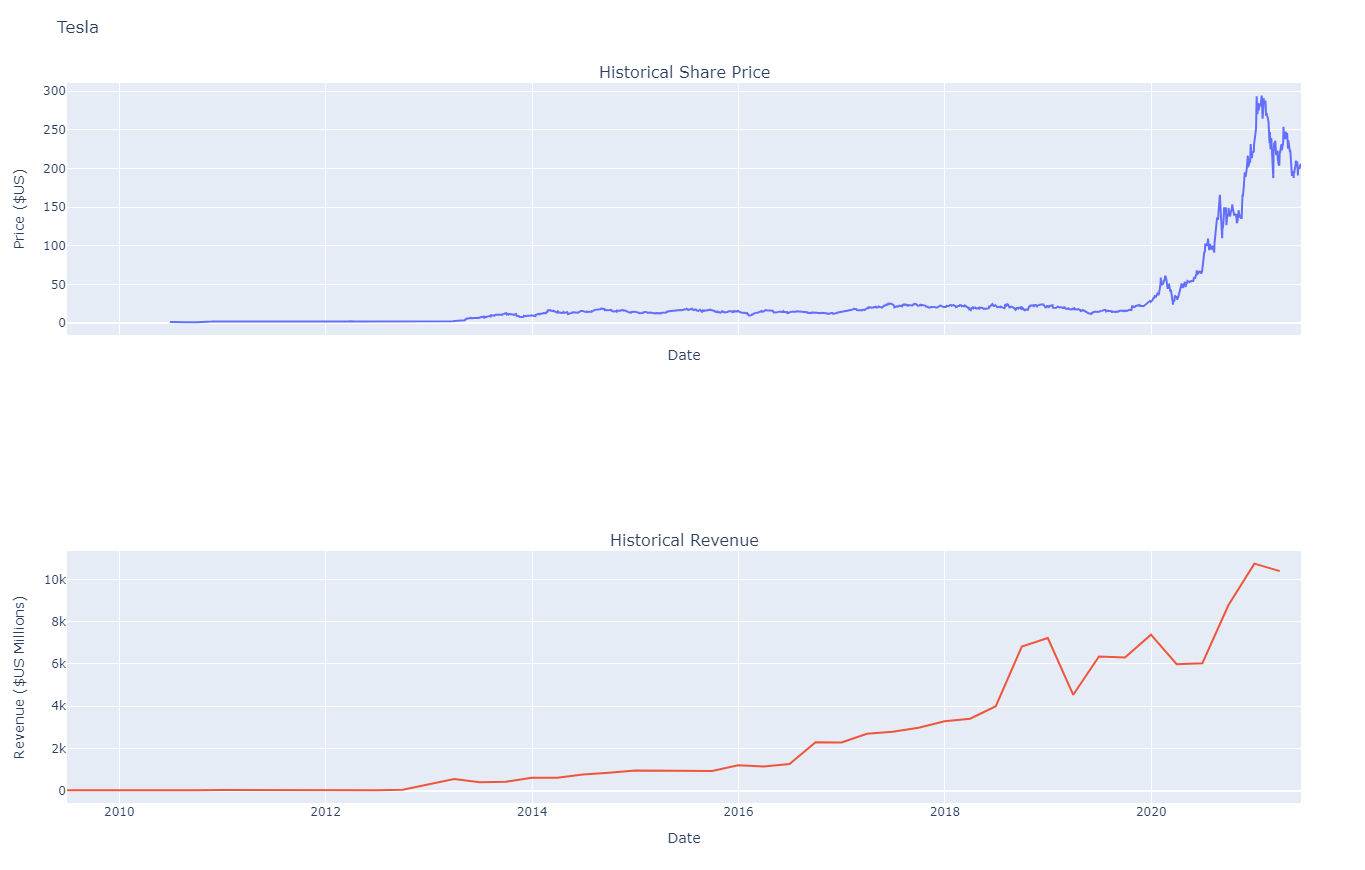 Tesla
Historical Share Price
300
250
200
150
100
50
0
Price ($US)
Date
Historical Revenue
10k
8k
6k
4k
2k
0
Revenue ($US Millions)
2010 2012 2014 2016 2018 2020
Date